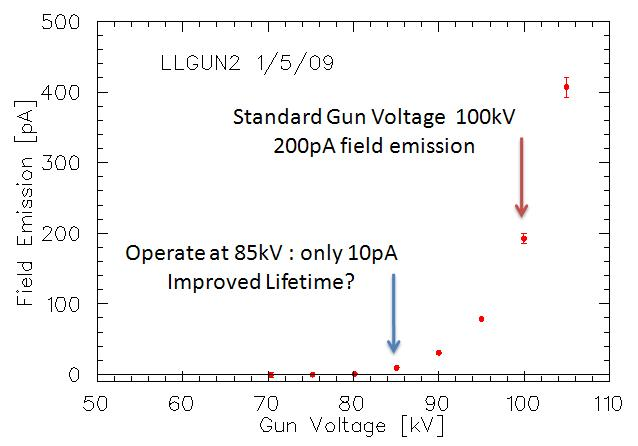 500
LLGUN2 1/5/09
400
Standard Gun Voltage 100kV
200pA field emission
300
Field Emission [pA]
200
Operate at 85kV : only 10pA
Improved Lifetime?
100
0
50 60 70 80 90 100 110
Gun Voltage [kV]